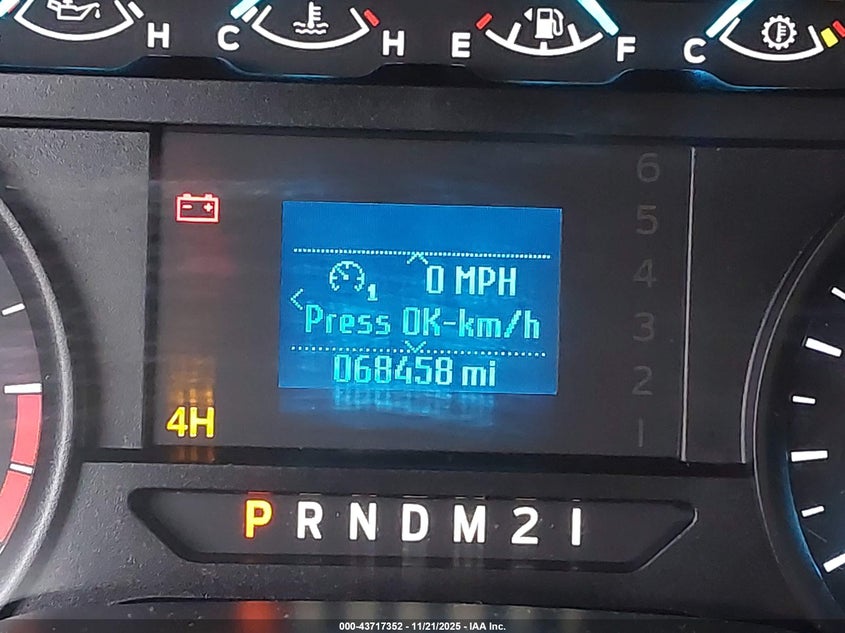 H C H E F C
6
5
4
3
2
1
0 MPH
1
Press OK-km/h
068458 mi
4H
P R N D M 2 1
000-43717352 - 11/21/2025 - IAA Inc.